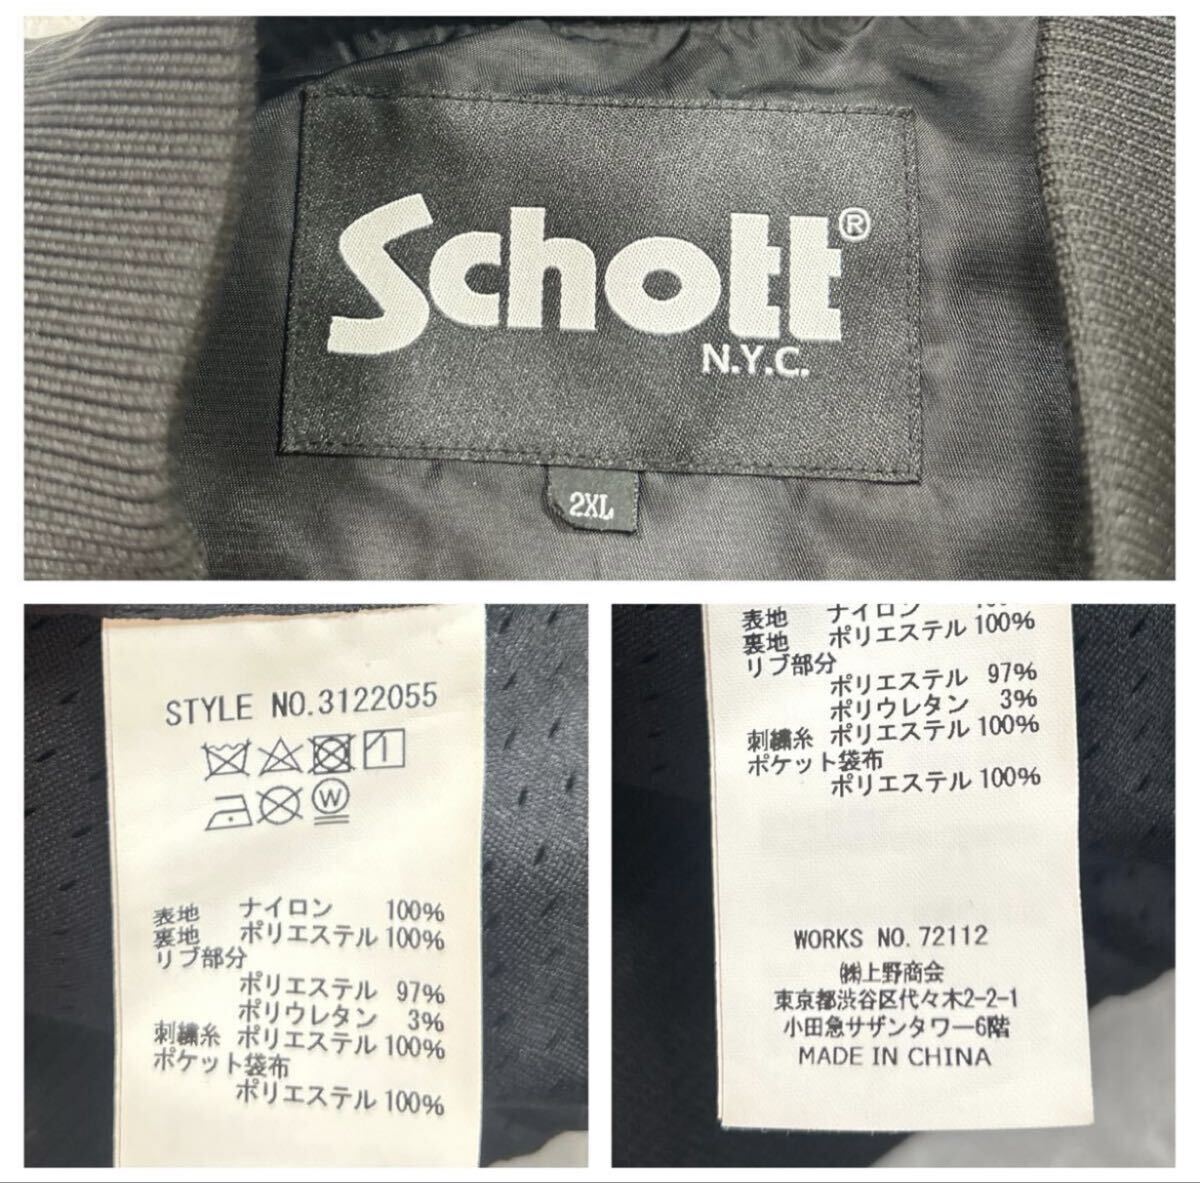 Schott®
N.Y.C.
2XL
STYLE NO.3122055
W
表地 ナイロン 100%
裏地 ポリエステル 100%
リブ部分
ポリエステル 97%
ポリウレタン 3%
刺繍糸 ポリエステル 100%
ポケット袋布
ポリエステル 100%
表地 ナイロン
裏地 ポリエステル 100%
リブ部分
ポリエステル 97%
ポリウレタン 3%
刺繍糸 ポリエステル 100%
ポケット袋布
ポリエステル 100%
WORKS NO. 72112
㈱上野商会
東京都渋谷区代々木2-2-1
小田急サザンタワー6階
MADE IN CHINA